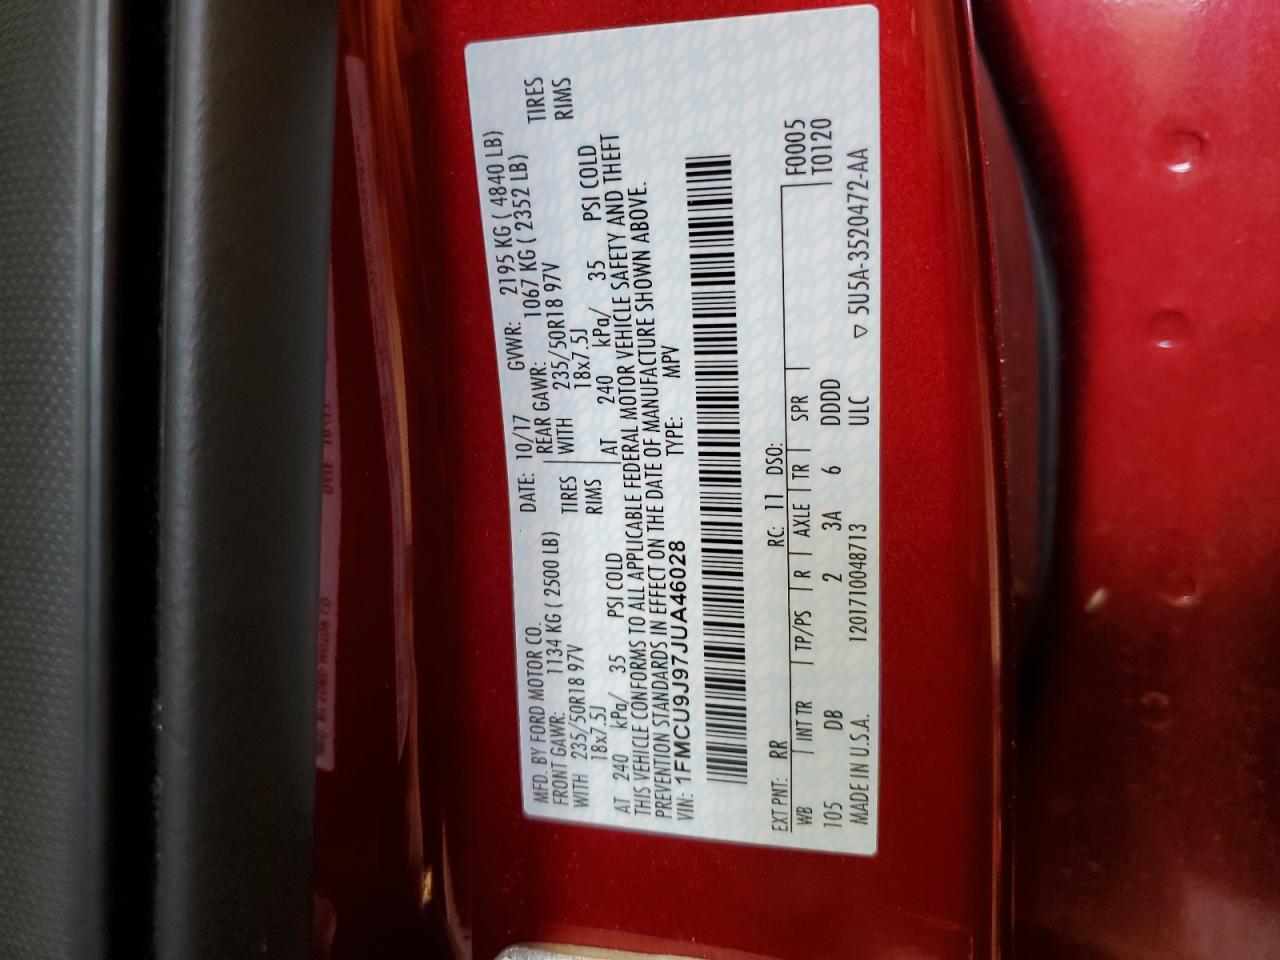 MFD. BY FORD MOTOR CO.
DATE: 10/17 GVWR: 2195 KG ( 4840 LB)
FRONT GAWR: 1134 KG ( 2500 LB) REAR GAWR: 1067 KG ( 2352 LB)
WITH 235/50R18 97V TIRES WITH 235/50R18 97V TIRES
18x7.5J RIMS 18x7.5J RIMS
AT 240 kPa/ 35 PSI COLD AT 240 kPa/ 35 PSI COLD
THIS VEHICLE CONFORMS TO ALL APPLICABLE FEDERAL MOTOR VEHICLE SAFETY AND THEFT
PREVENTION STANDARDS IN EFFECT ON THE DATE OF MANUFACTURE SHOWN ABOVE.
VIN: 1FMCU9J97JUA46028 TYPE: MPV
EXT PNT: RR RC: 11 DSO:
WB INT TR TP/PS R AXLE TR SPR F0005
105 DB 2 3A 6 DDDD T0120
MADE IN U.S.A. 1201710048713 ULC ▽ 5U5A-3520472-AA